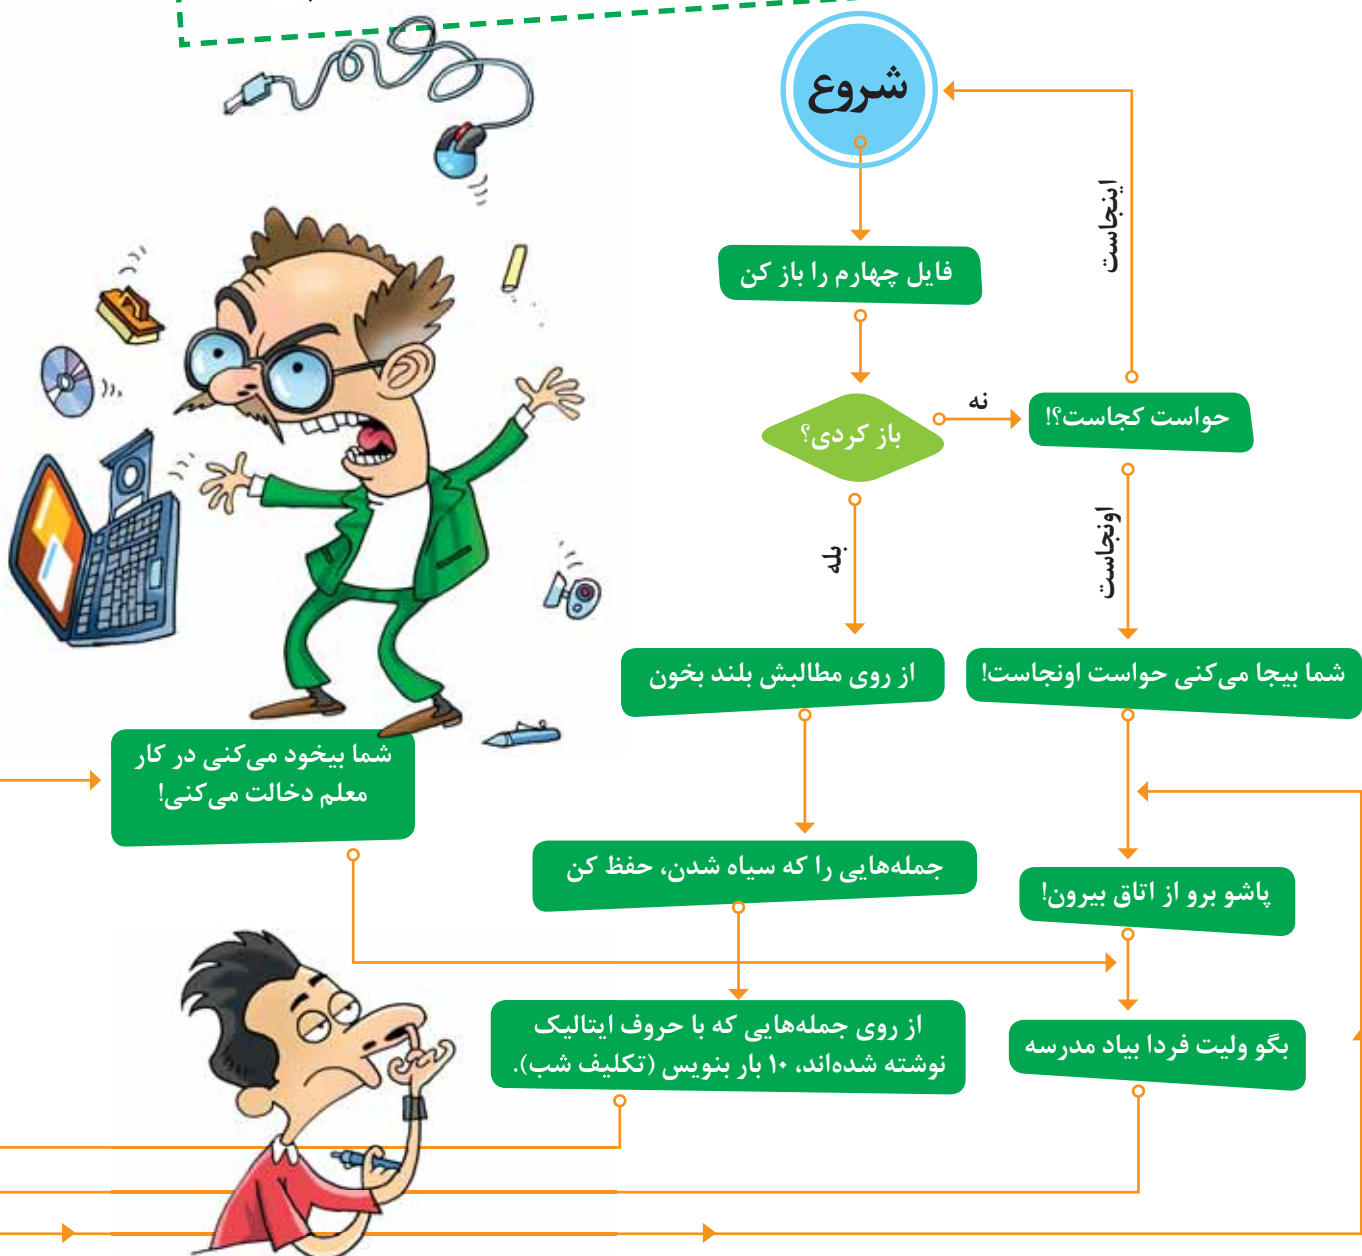 شروع
اینجاست
فایل چهارم را باز کن
باز کردی؟
نه
حواست کجاست؟!
بله
اونجاست
از روی مطالبش بلند بخون
شما بیجا می‌کنی حواست اونجاست!
شما بیخود می‌کنی در کار
معلم دخالت می‌کنی!
جمله‌هایی را که سیاه شدن، حفظ کن
پاشو برو از اتاق بیرون!
از روی جمله‌هایی که با حروف ایتالیک
نوشته شده‌اند، ۱۰ بار بنویس (تکلیف شب).
بگو ولیت فردا بیاد مدرسه